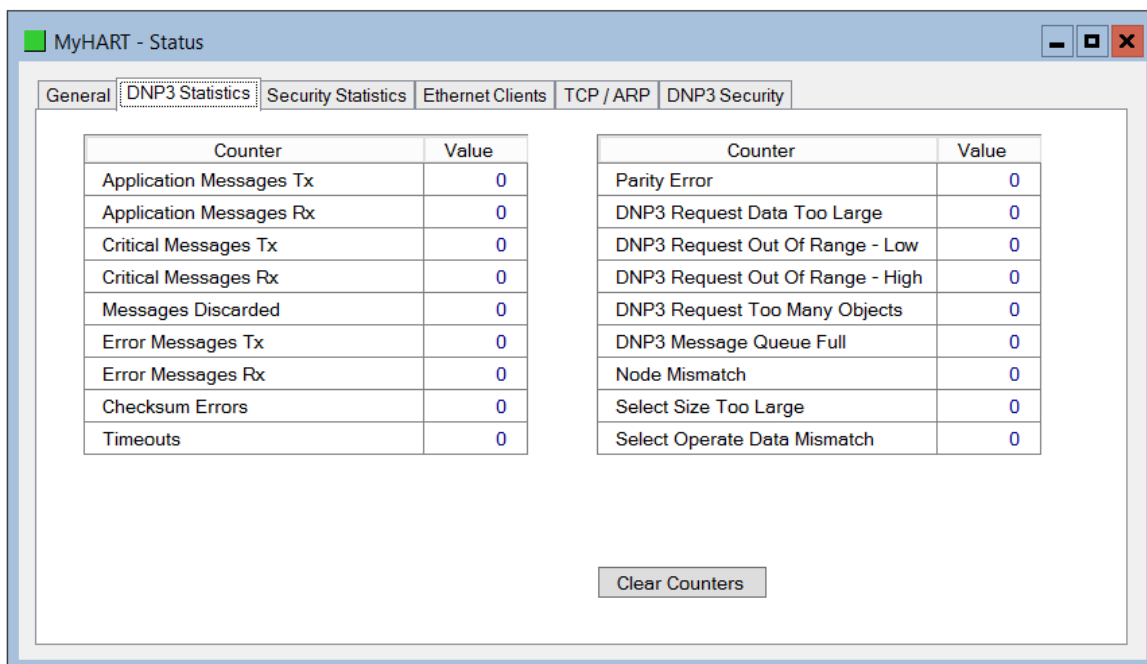 MyHART - Status
General DNP3 Statistics Security Statistics Ethernet Clients TCP / ARP DNP3 Security
Counter Value
Application Messages Tx 0
Application Messages Rx 0
Critical Messages Tx 0
Critical Messages Rx 0
Messages Discarded 0
Error Messages Tx 0
Error Messages Rx 0
Checksum Errors 0
Timeouts 0
Counter Value
Parity Error 0
DNP3 Request Data Too Large 0
DNP3 Request Out Of Range - Low 0
DNP3 Request Out Of Range - High 0
DNP3 Request Too Many Objects 0
DNP3 Message Queue Full 0
Node Mismatch 0
Select Size Too Large 0
Select Operate Data Mismatch 0
Clear Counters